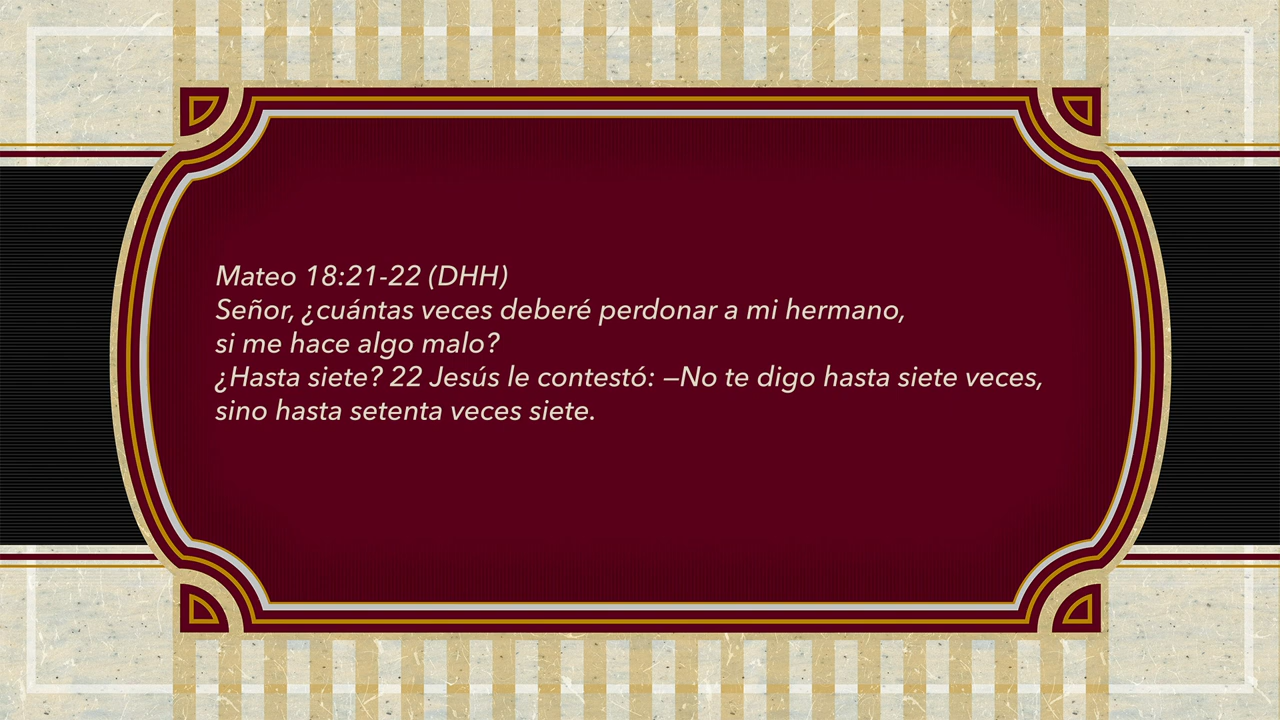 Mateo 18:21-22 (DHH)
Señor, ¿cuántas veces deberé perdonar a mi hermano,
si me hace algo malo?
¿Hasta siete? 22 Jesús le contestó: —No te digo hasta siete veces,
sino hasta setenta veces siete.